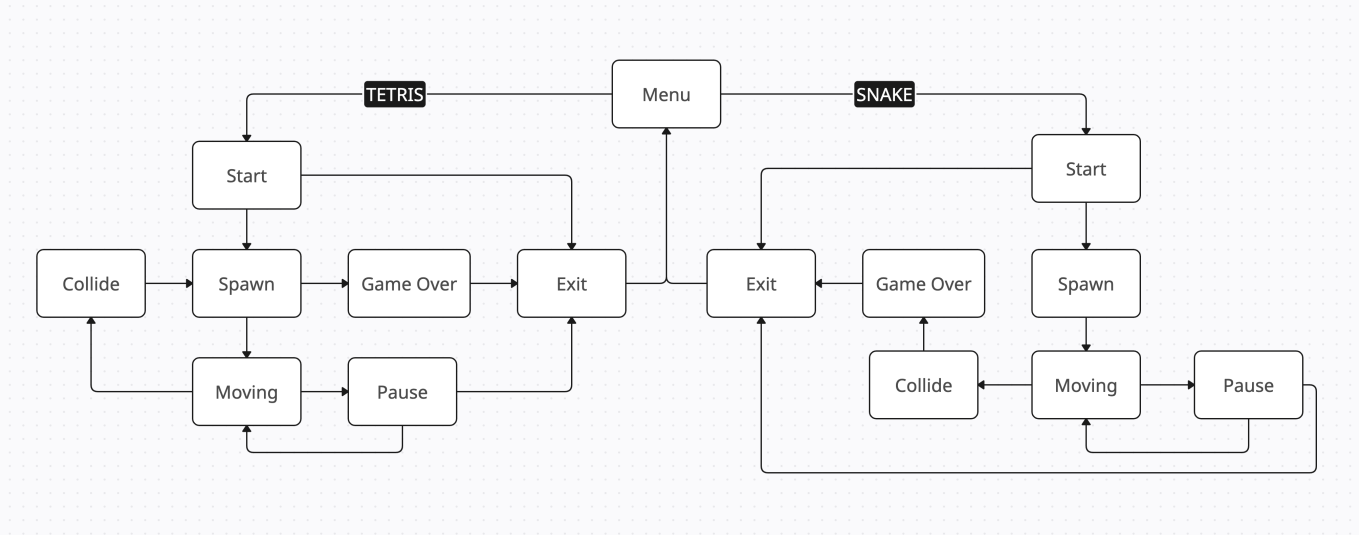 Menu
TETRIS
SNAKE
Start
Start
Collide
Spawn
Game Over
Exit
Exit
Game Over
Spawn
Moving
Pause
Collide
Moving
Pause